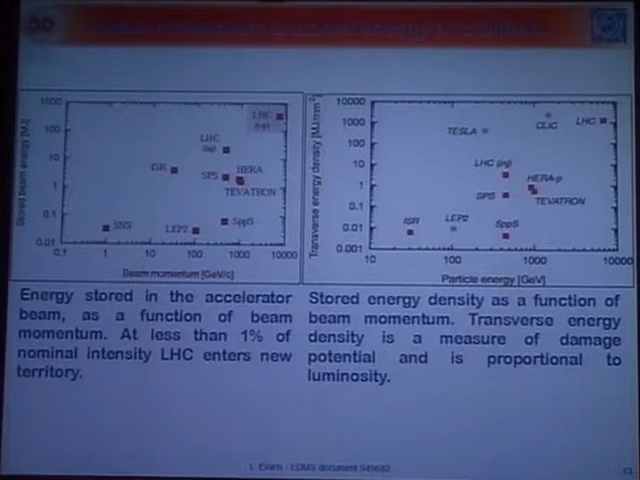 1000
100
10
1
0.1
0.01
Stored beam energy [MJ]
LHC
LHC
(inj)
ISR
SPS
HERA
TEVATRON
SNS
LEP2
SppS
0.1
1
10
100
1000
10000
Beam momentum [GeV/c]
10000
1000
100
10
1
0.1
0.01
0.001
Transverse energy density [MJ/mm²]
TESLA
CLIC
LHC
LHC (inj)
HERA-p
SPS
TEVATRON
ISR
LEP2
SppS
10
100
1000
10000
Particle energy [GeV]
Energy stored in the accelerator
beam, as a function of beam
momentum. At less than 1% of
nominal intensity LHC enters new
territory.
Stored energy density as a function of
beam momentum. Transverse energy
density is a measure of damage
potential and is proportional to
luminosity.
L. Evans - EDMS document 949682
13